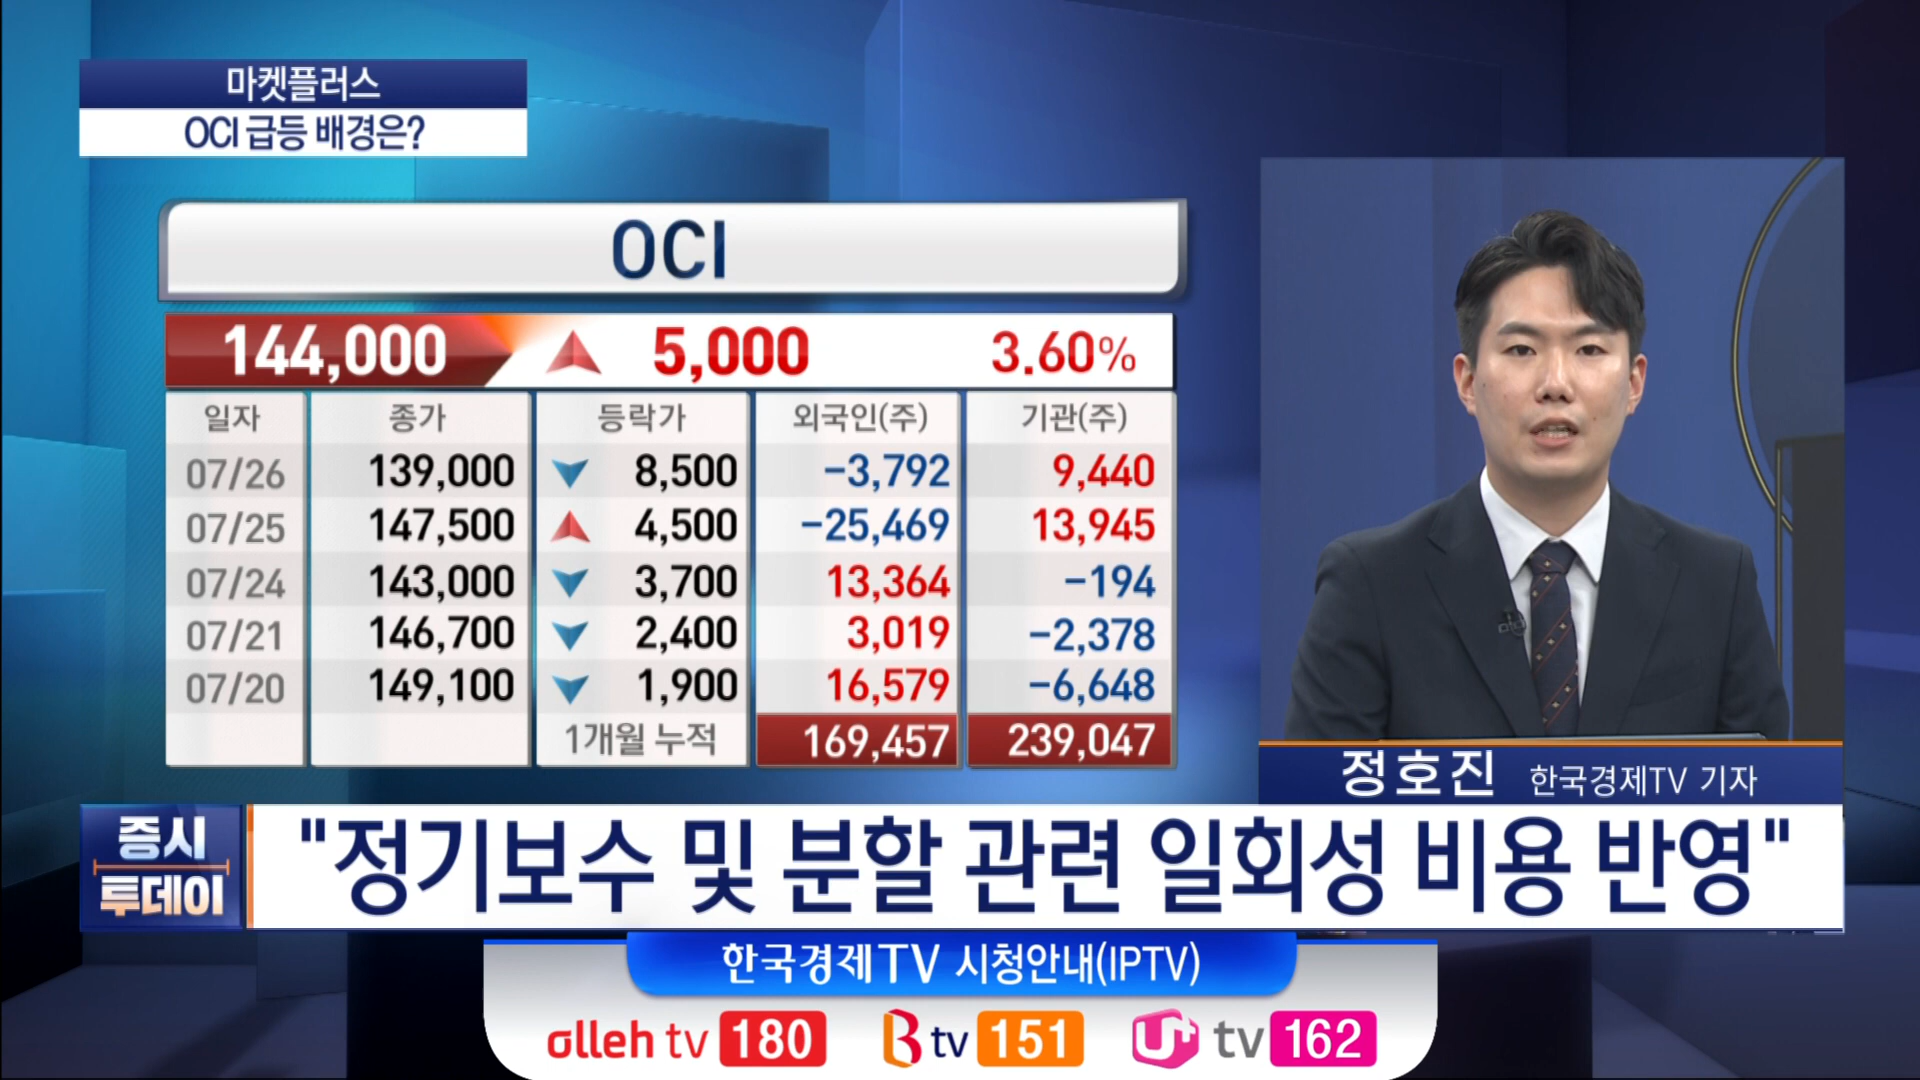 마켓플러스
OCI 급등 배경은?
OCI
144,000 5,000 3.60%
일자 종가 등락가 외국인(주) 기관(주)
07/26 139,000 8,500 -3,792 9,440
07/25 147,500 4,500 -25,469 13,945
07/24 143,000 3,700 13,364 -194
07/21 146,700 2,400 3,019 -2,378
07/20 149,100 1,900 16,579 -6,648
1개월 누적 169,457 239,047
정호진 한국경제TV 기자
증시
투데이
"정기보수 및 분할 관련 일회성 비용 반영"
한국경제TV 시청안내(IPTV)
olleh tv 180 B tv 151 U+ tv 162